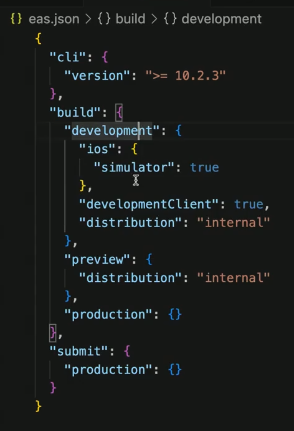 {} eas.json > {} build > {} development
{
"cli": {
"version": ">= 10.2.3"
},
"build": {
"development": {
"ios": {
"simulator": true
},
"developmentClient": true,
"distribution": "internal"
},
"preview": {
"distribution": "internal"
},
"production": {}
},
"submit": {
"production": {}
}
}